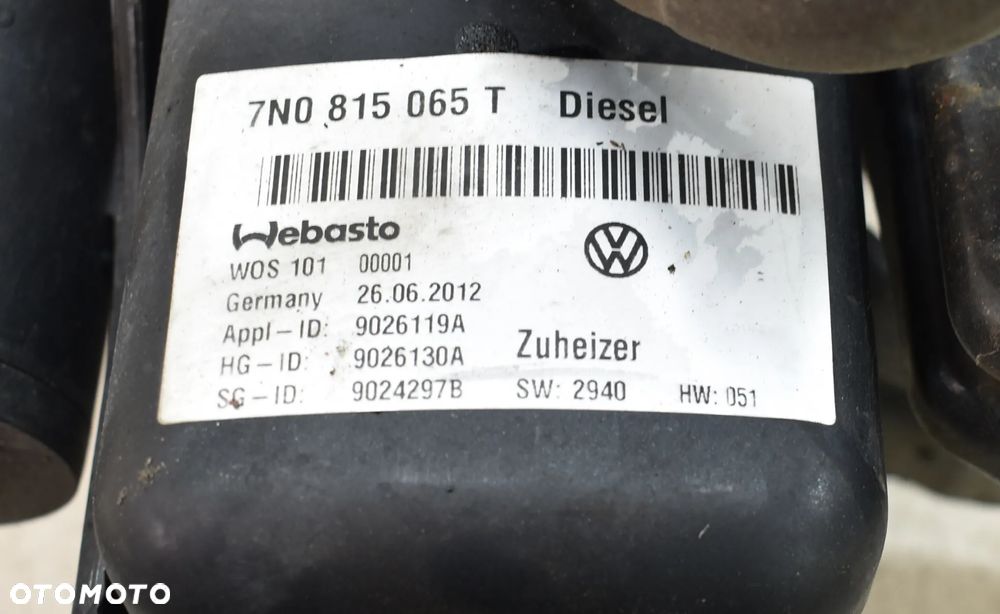 7N0 815 065 T Diesel
Webasto
WOS 101 00001
Germany 26.06.2012
Appl-ID: 9026119A
HG-ID: 9026130A Zuheizer
SG-ID: 9024297B SW: 2940 HW: 051
OTOMOTO